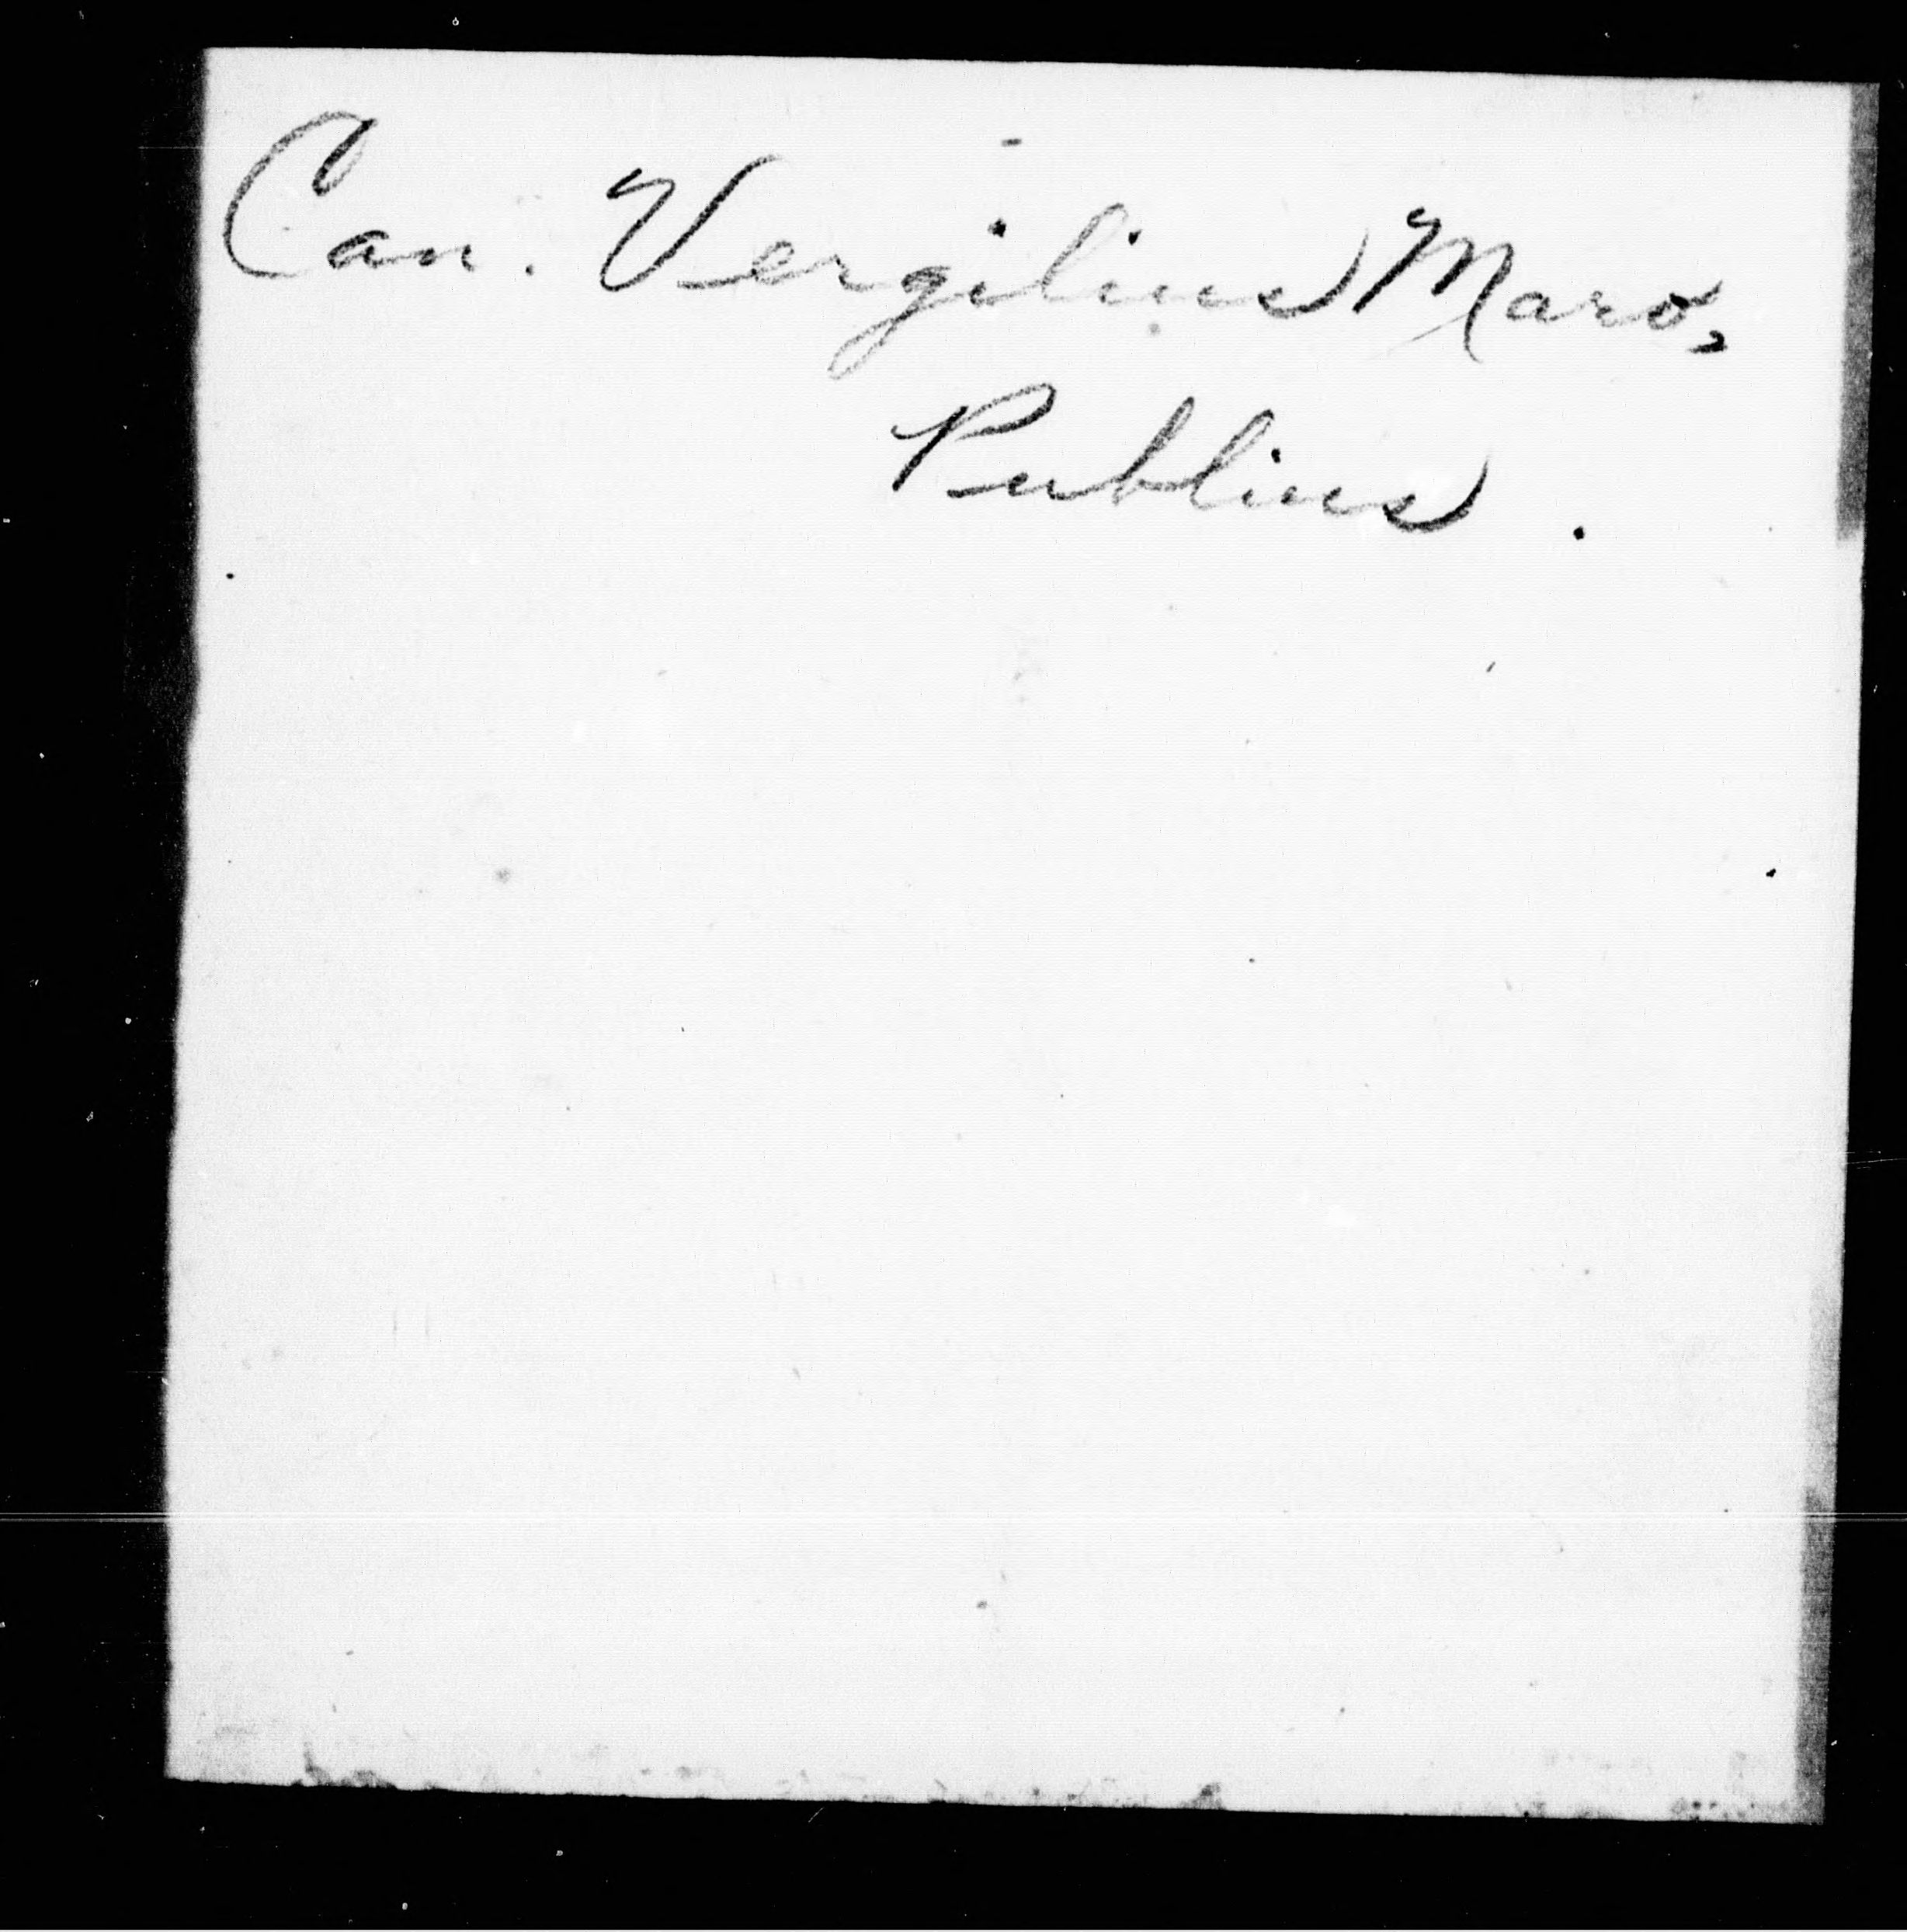 Can. Vergilius Maro,
Publius.